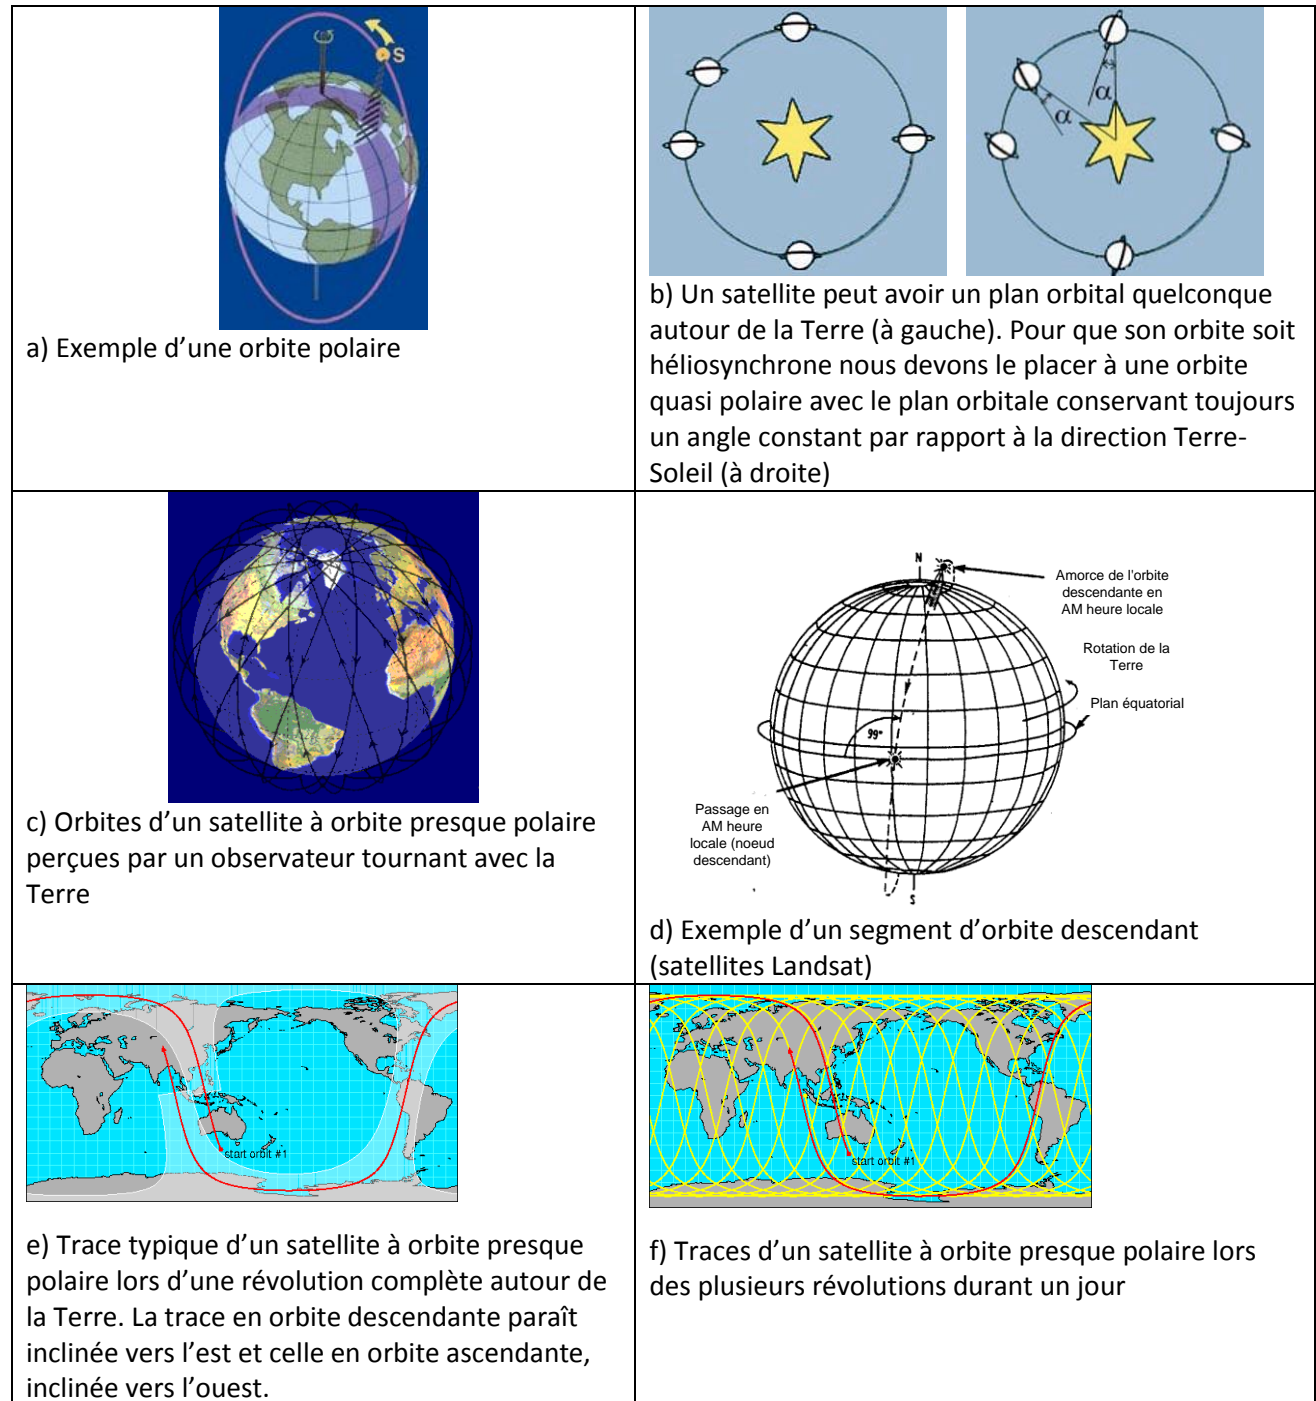 S
a) Exemple d’une orbite polaire
α
α
b) Un satellite peut avoir un plan orbital quelconque
autour de la Terre (à gauche). Pour que son orbite soit
héliosynchrone nous devons le placer à une orbite
quasi polaire avec le plan orbitale conservant toujours
un angle constant par rapport à la direction Terre-
Soleil (à droite)
c) Orbites d’un satellite à orbite presque polaire
perçues par un observateur tournant avec la
Terre
N
Amorce de l’orbite
descendante en
AM heure locale
Rotation de la
Terre
Plan équatorial
99°
Passage en
AM heure
locale (noeud
descendant)
S
d) Exemple d’un segment d’orbite descendant
(satellites Landsat)
start orbit #1
e) Trace typique d’un satellite à orbite presque
polaire lors d’une révolution complète autour de
la Terre. La trace en orbite descendante paraît
inclinée vers l’est et celle en orbite ascendante,
inclinée vers l’ouest.
start orbit #1
f) Traces d’un satellite à orbite presque polaire lors
des plusieurs révolutions durant un jour